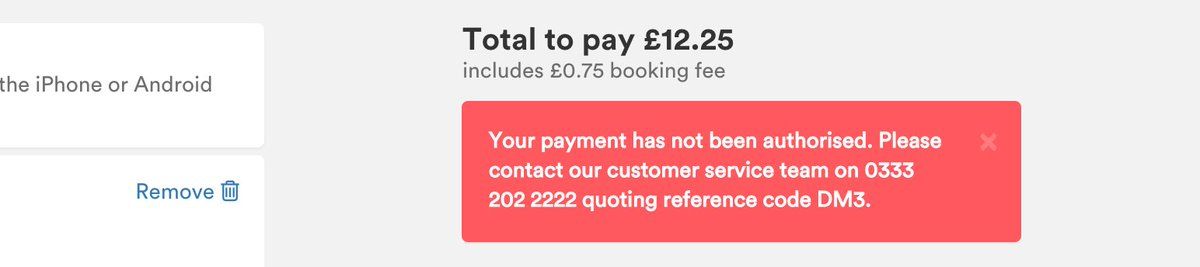 Total to pay £12.25
includes £0.75 booking fee
the iPhone or Android
Your payment has not been authorised. Please
contact our customer service team on 0333
202 2222 quoting reference code DM3.
Remove